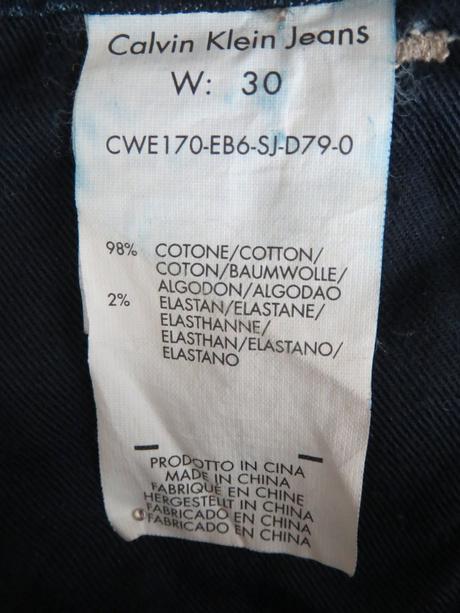 Calvin Klein Jeans
W: 30
CWE170-EB6-SJ-D79-0
98% COTONE/COTTON/
COTON/BAUMWOLLE/
ALGODON/ALGODAO
2% ELASTAN/ELASTANE/
ELASTHANNE/
ELASTHAN/ELASTANO/
ELASTANO
PRODOTTO IN CINA
MADE IN CHINA
FABRIQUE EN CHINE
HERGESTELLT IN CHINA
FABRICADO EN CHINA
FABRICADO EN CHINA